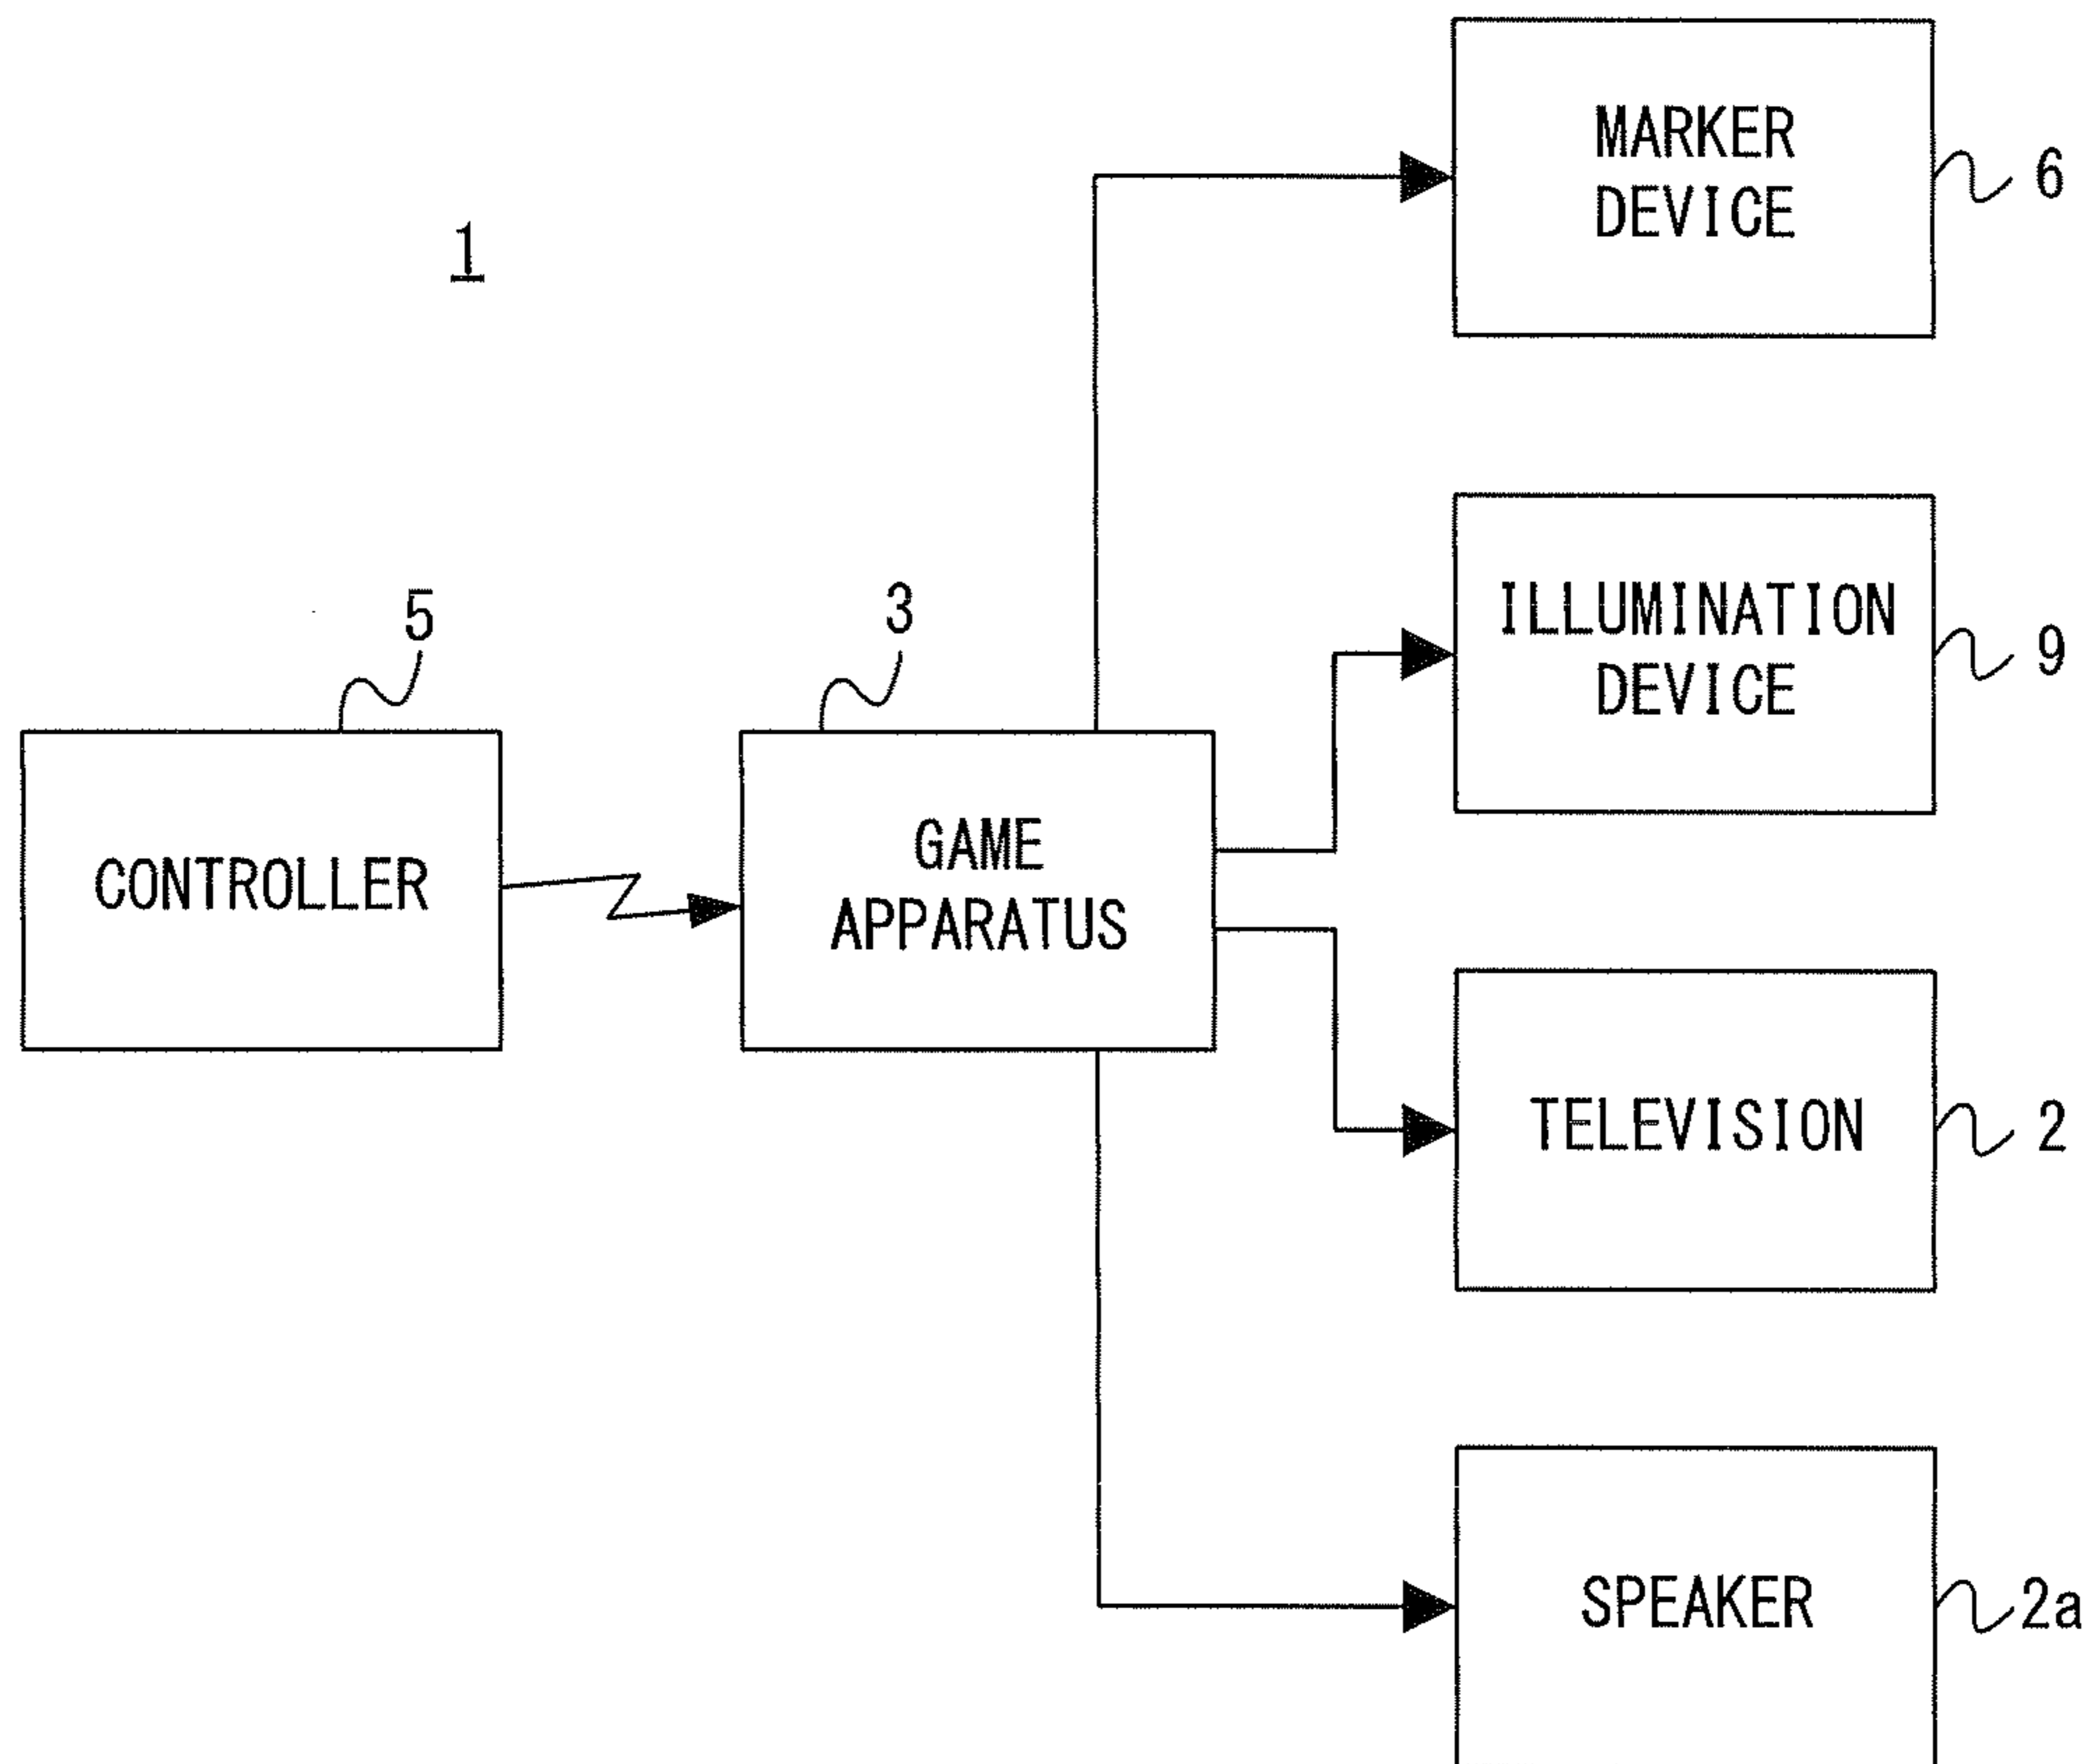 MARKER
DEVICE
6
1
ILLUMINATION
DEVICE
9
5
3
CONTROLLER
GAME
APPARATUS
TELEVISION
2
SPEAKER
2a